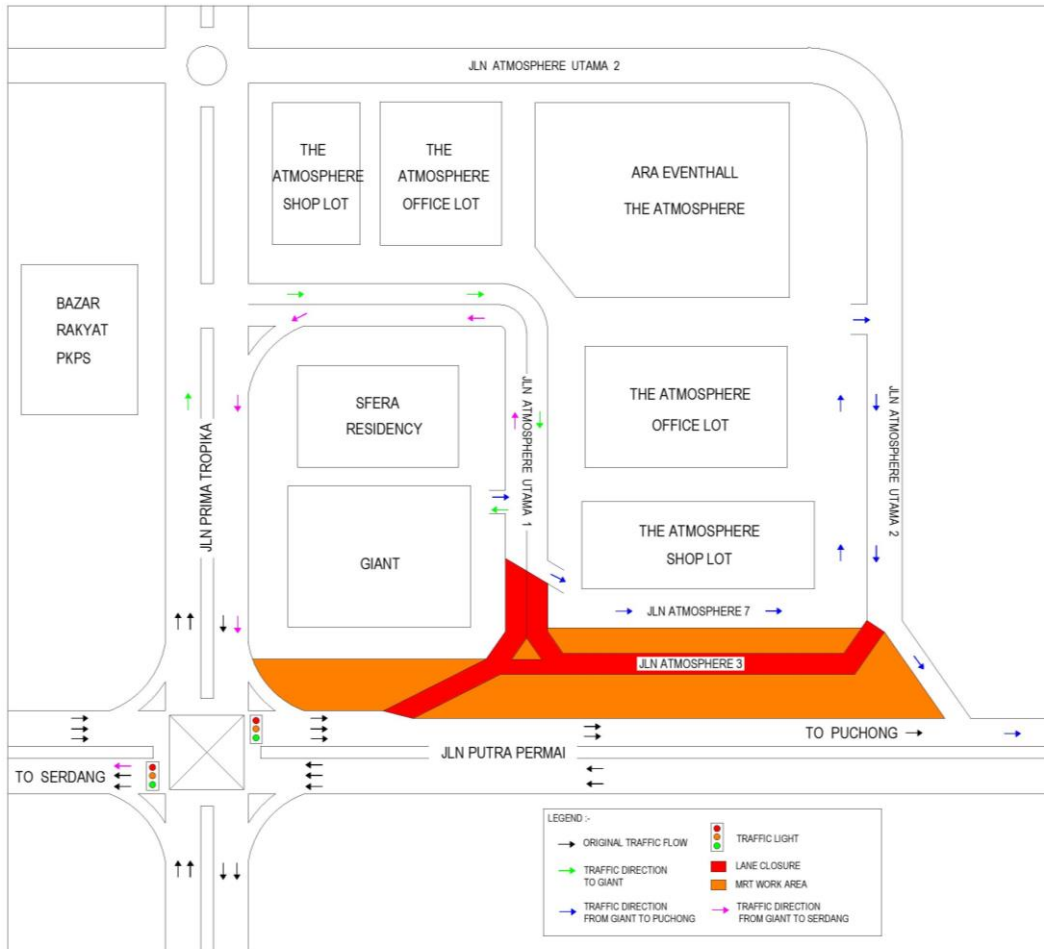 JLN ATMOSPHERE UTAMA 2
THE
ATMOSPHERE
SHOP LOT
THE
ATMOSPHERE
OFFICE LOT
ARA EVENTHALL
THE ATMOSPHERE
BAZAR
RAKYAT
PKPS
SFERA
RESIDENCY
JLN ATMOSPHERE UTAMA 1
THE ATMOSPHERE
OFFICE LOT
JLN ATMOSPHERE UTAMA 2
JLN PRIMA TROPIKA
GIANT
THE ATMOSPHERE
SHOP LOT
JLN ATMOSPHERE 7
JLN ATMOSPHERE 3
TO PUCHONG
JLN PUTRA PERMAI
TO SERDANG
LEGEND :-
ORIGINAL TRAFFIC FLOW
TRAFFIC DIRECTION
TO GIANT
TRAFFIC DIRECTION
FROM GIANT TO PUCHONG
TRAFFIC LIGHT
LANE CLOSURE
MRT WORK AREA
TRAFFIC DIRECTION
FROM GIANT TO SERDANG